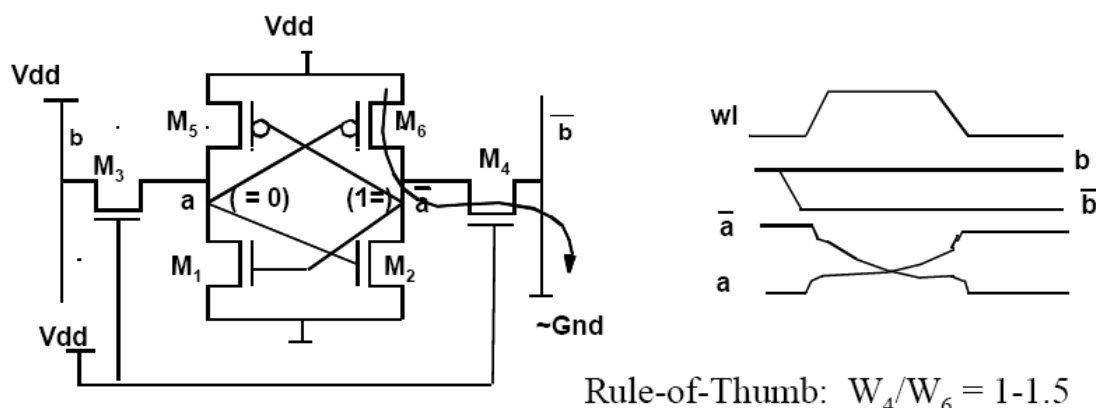 Vdd
Vdd
b
M₅
M₆
b̅
M₃
M₄
a
( = 0)
(1=)
a̅
M₁
M₂
Vdd
~Gnd
wl
b
b̅
a̅
a
Rule-of-Thumb: W₄/W₆ = 1-1.5